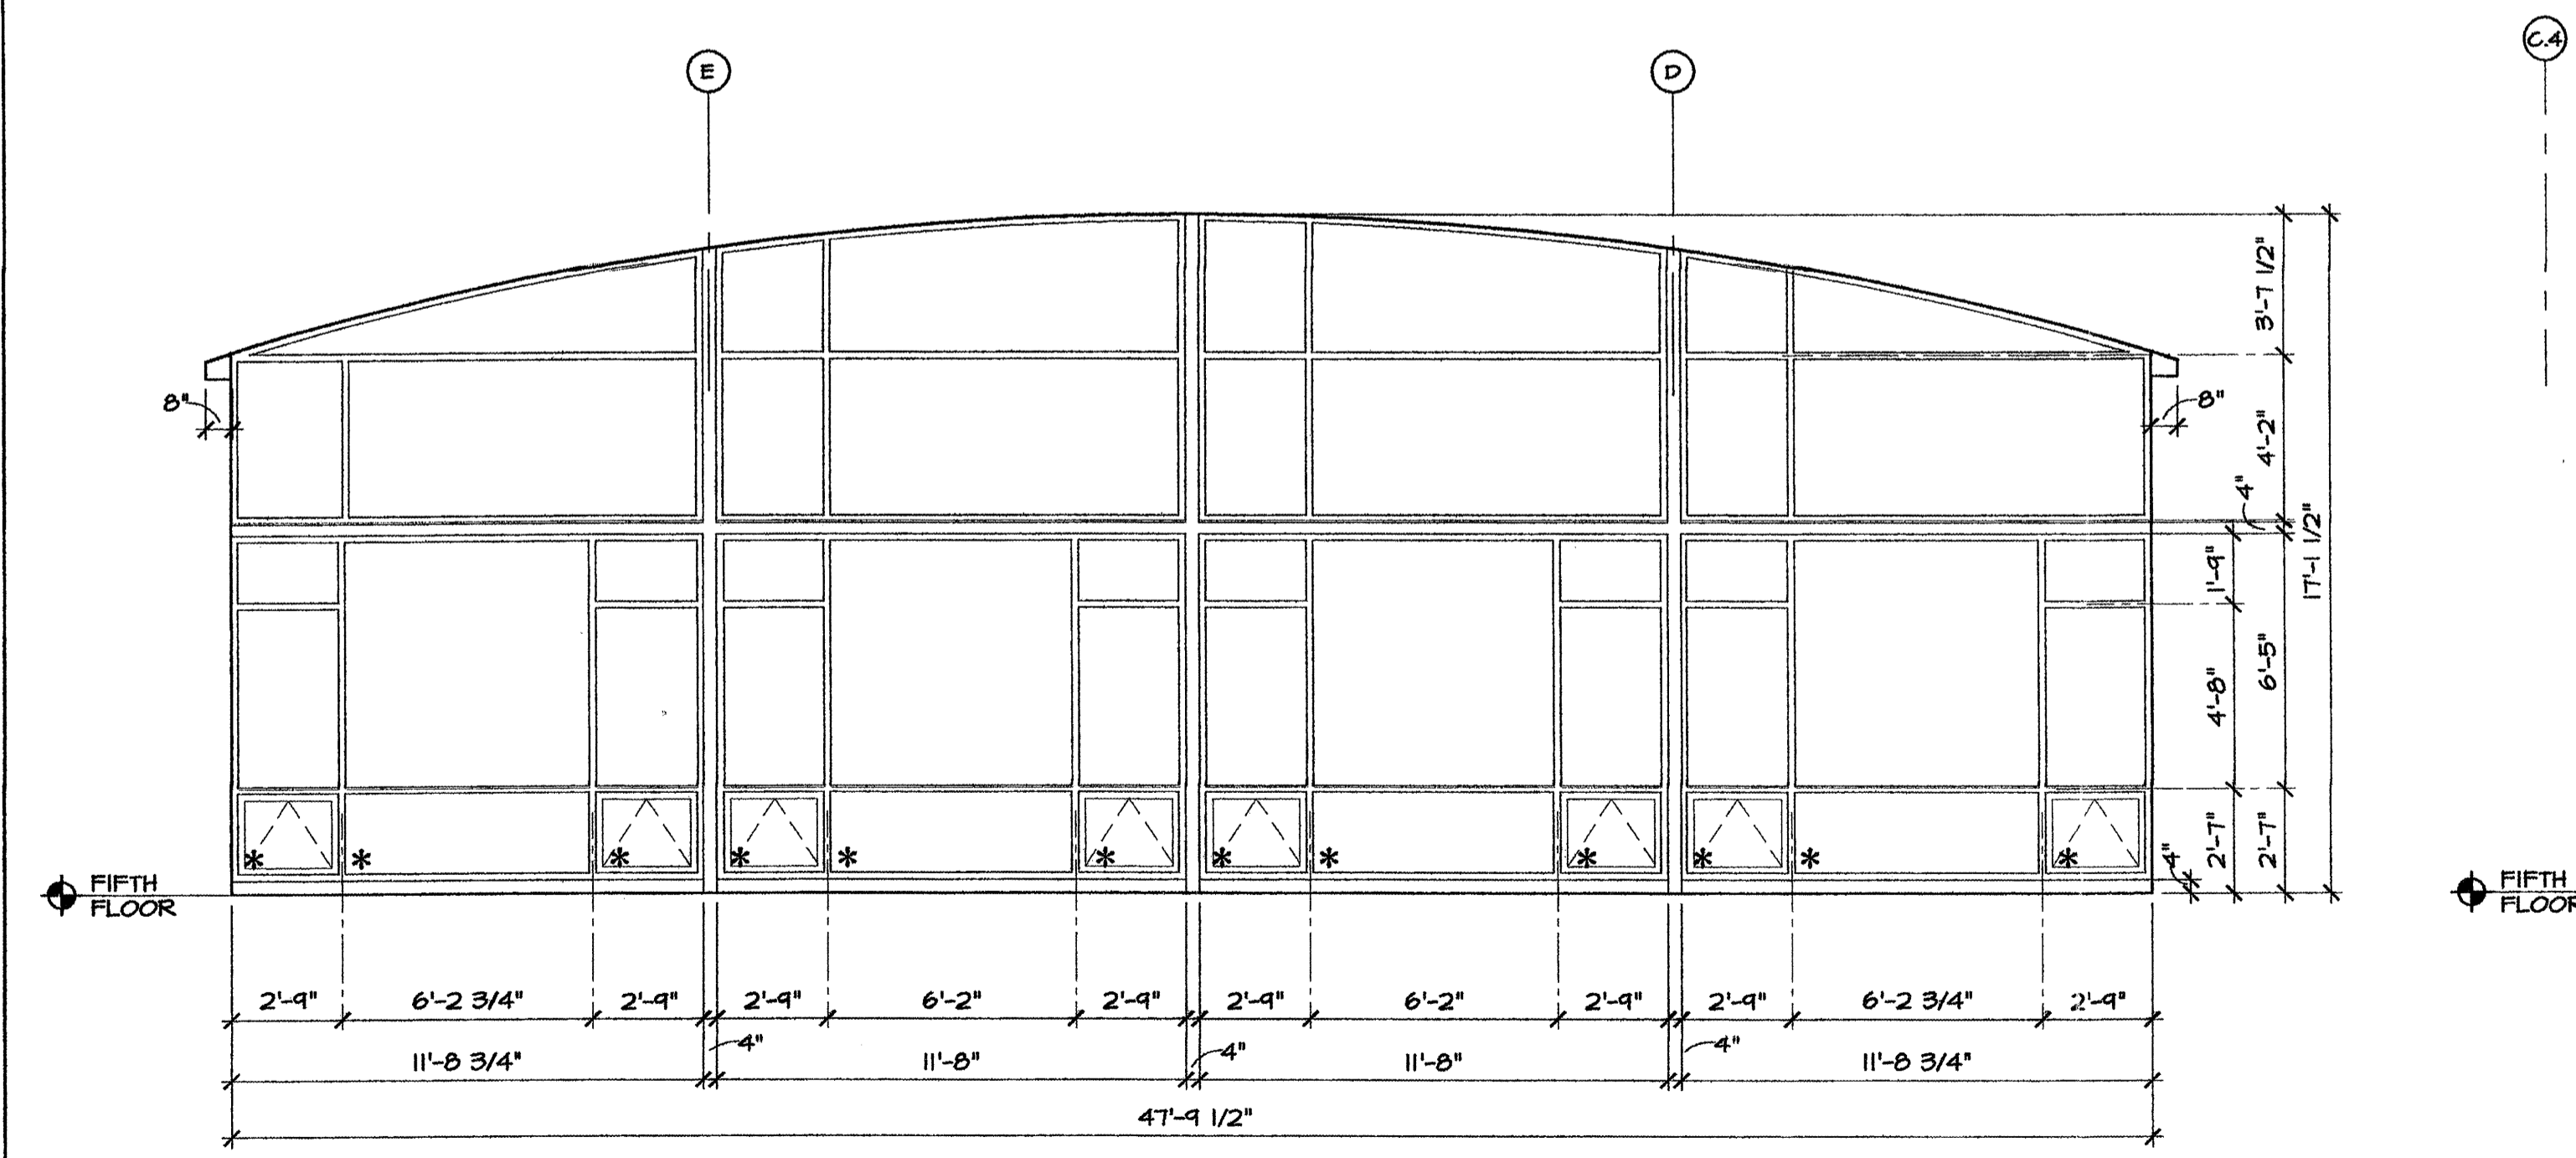 C.4
E
D
3'-7 1/2"
8"
8"
4'-2"
4"
17'-1 1/2"
1'-9"
4'-8"
6'-5"
* * * * * * * * * * * *
4"
2'-7"
2'-7"
FIFTH
FLOOR
FIFTH
FLOOR
2'-9" 6'-2 3/4" 2'-9" 2'-9" 6'-2" 2'-9" 2'-9" 6'-2" 2'-9" 2'-9" 6'-2 3/4" 2'-9"
4" 4" 4"
11'-8 3/4" 11'-8" 11'-8" 11'-8 3/4"
47'-9 1/2"